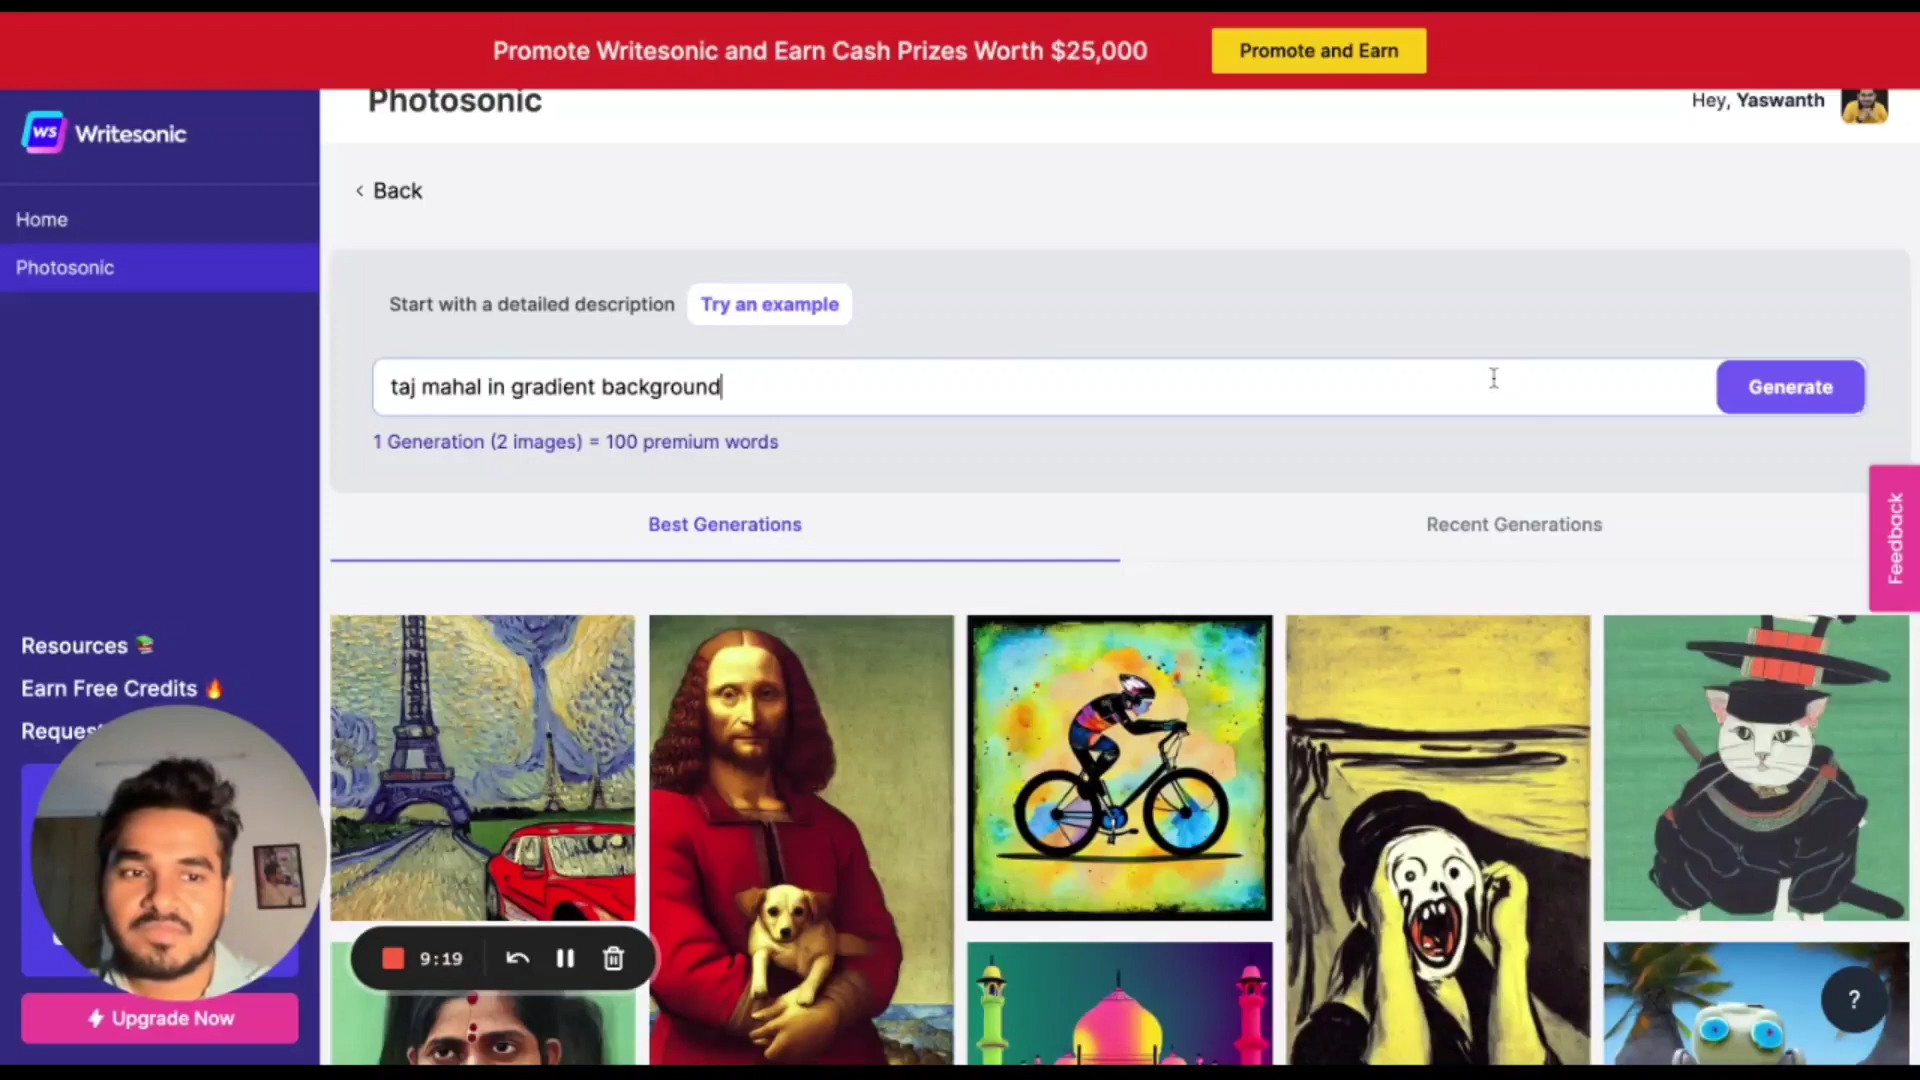 Promote Writesonic and Earn Cash Prizes Worth $25,000
Promote and Earn
Photosonic
Hey, Yaswanth
WS
Writesonic
Home
Photosonic
Back
Start with a detailed description
Try an example
taj mahal in gradient background
Generate
1 Generation (2 images) = 100 premium words
Best Generations
Recent Generations
Feedback
Resources
Earn Free Credits
9:19
Upgrade Now
?